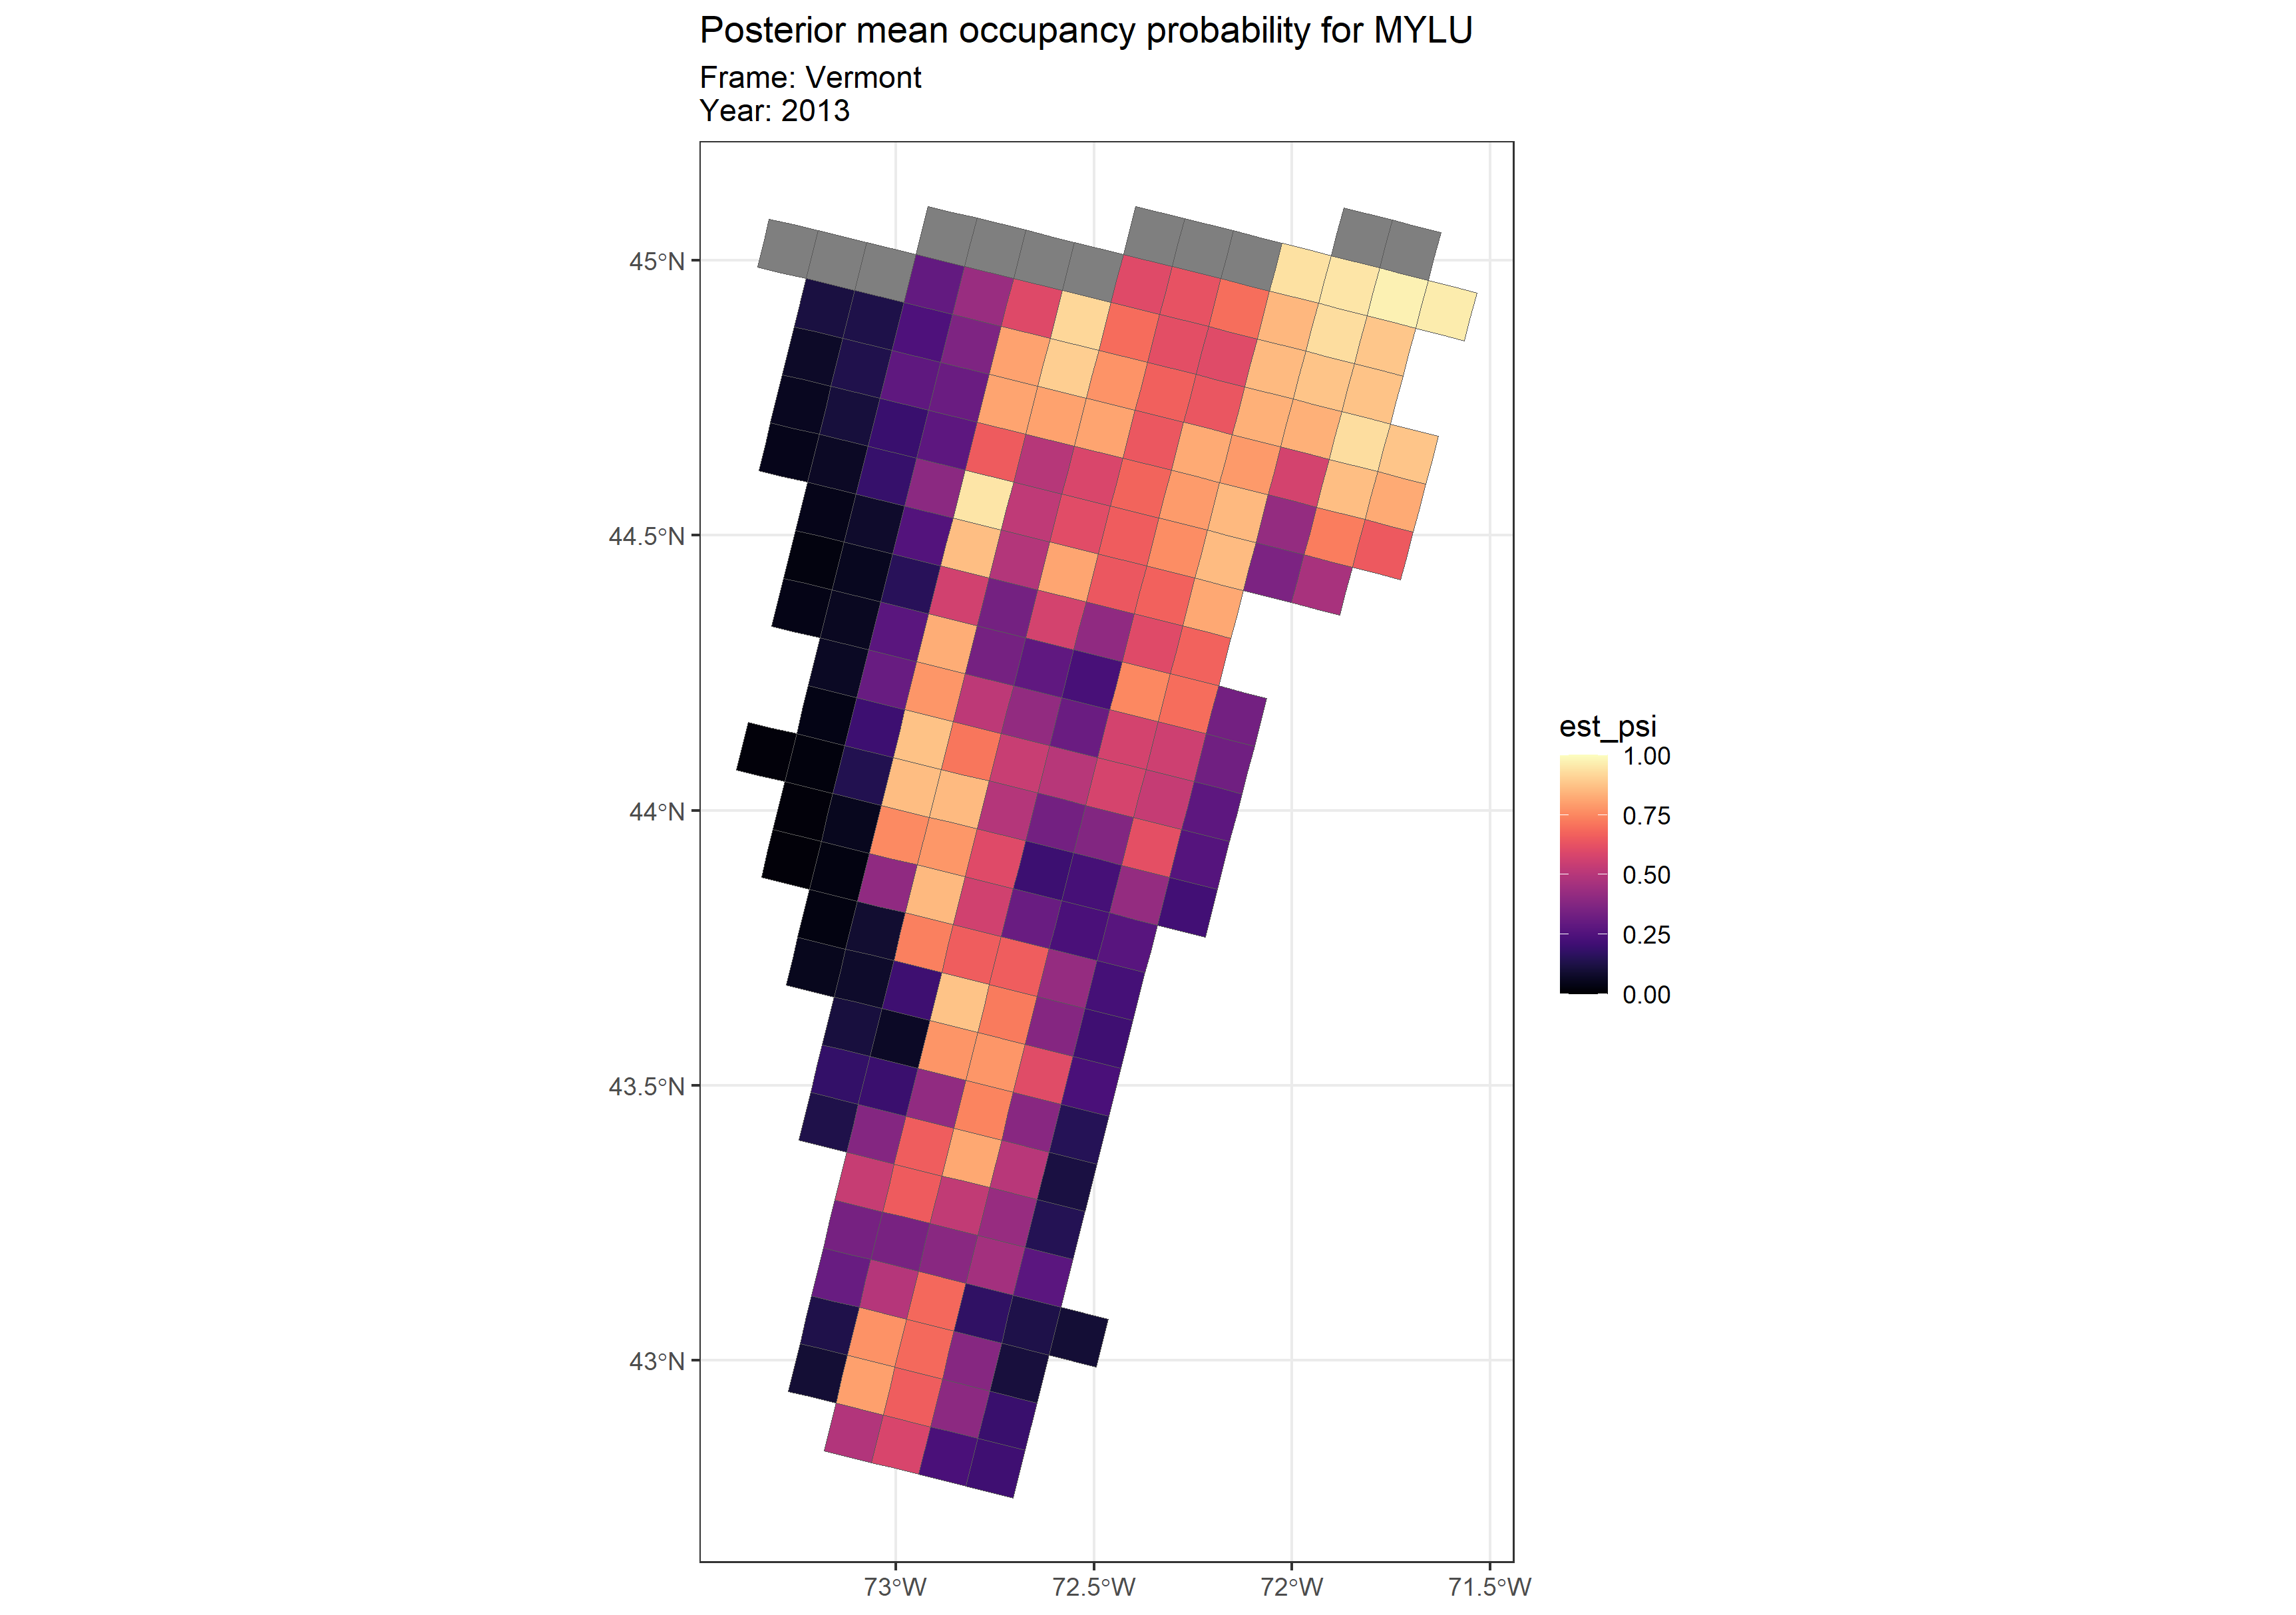 Posterior mean occupancy probability for MYLU
Frame: Vermont
Year: 2013
45°N
44.5°N
44°N
43.5°N
43°N
73°W
72.5°W
72°W
71.5°W
est_psi
1.00
0.75
0.50
0.25
0.00